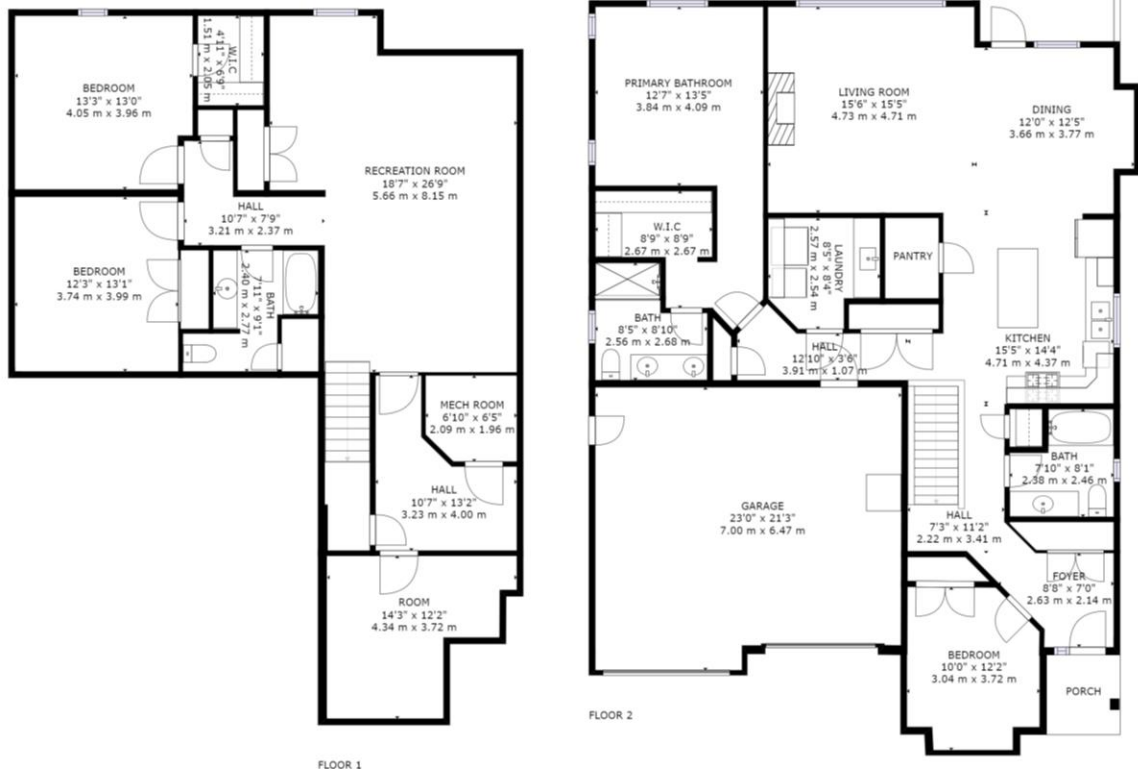 BEDROOM
13'3" x 13'0"
4.05 m x 3.96 m
W.I.C
4'11" x 6'9"
1.51 m x 2.05 m
RECREATION ROOM
18'7" x 26'9"
5.66 m x 8.15 m
HALL
10'7" x 7'9"
3.21 m x 2.37 m
BEDROOM
12'3" x 13'1"
3.74 m x 3.99 m
BATH
7'11" x 9'1"
2.40 m x 2.77 m
MECH ROOM
6'10" x 6'5"
2.09 m x 1.96 m
HALL
10'7" x 13'2"
3.23 m x 4.00 m
ROOM
14'3" x 12'2"
4.34 m x 3.72 m
FLOOR 1
PRIMARY BATHROOM
12'7" x 13'5"
3.84 m x 4.09 m
LIVING ROOM
15'6" x 15'5"
4.73 m x 4.71 m
DINING
12'0" x 12'5"
3.66 m x 3.77 m
W.I.C
8'9" x 8'9"
2.67 m x 2.67 m
LAUNDRY
8'5" x 8'4"
2.57 m x 2.54 m
PANTRY
BATH
8'5" x 8'10"
2.56 m x 2.68 m
HALL
12'10" x 3'6"
3.91 m x 1.07 m
KITCHEN
15'5" x 14'4"
4.71 m x 4.37 m
BATH
7'10" x 8'1"
2.38 m x 2.46 m
GARAGE
23'0" x 21'3"
7.00 m x 6.47 m
HALL
7'3" x 11'2"
2.22 m x 3.41 m
FOYER
8'8" x 7'0"
2.63 m x 2.14 m
BEDROOM
10'0" x 12'2"
3.04 m x 3.72 m
PORCH
FLOOR 2